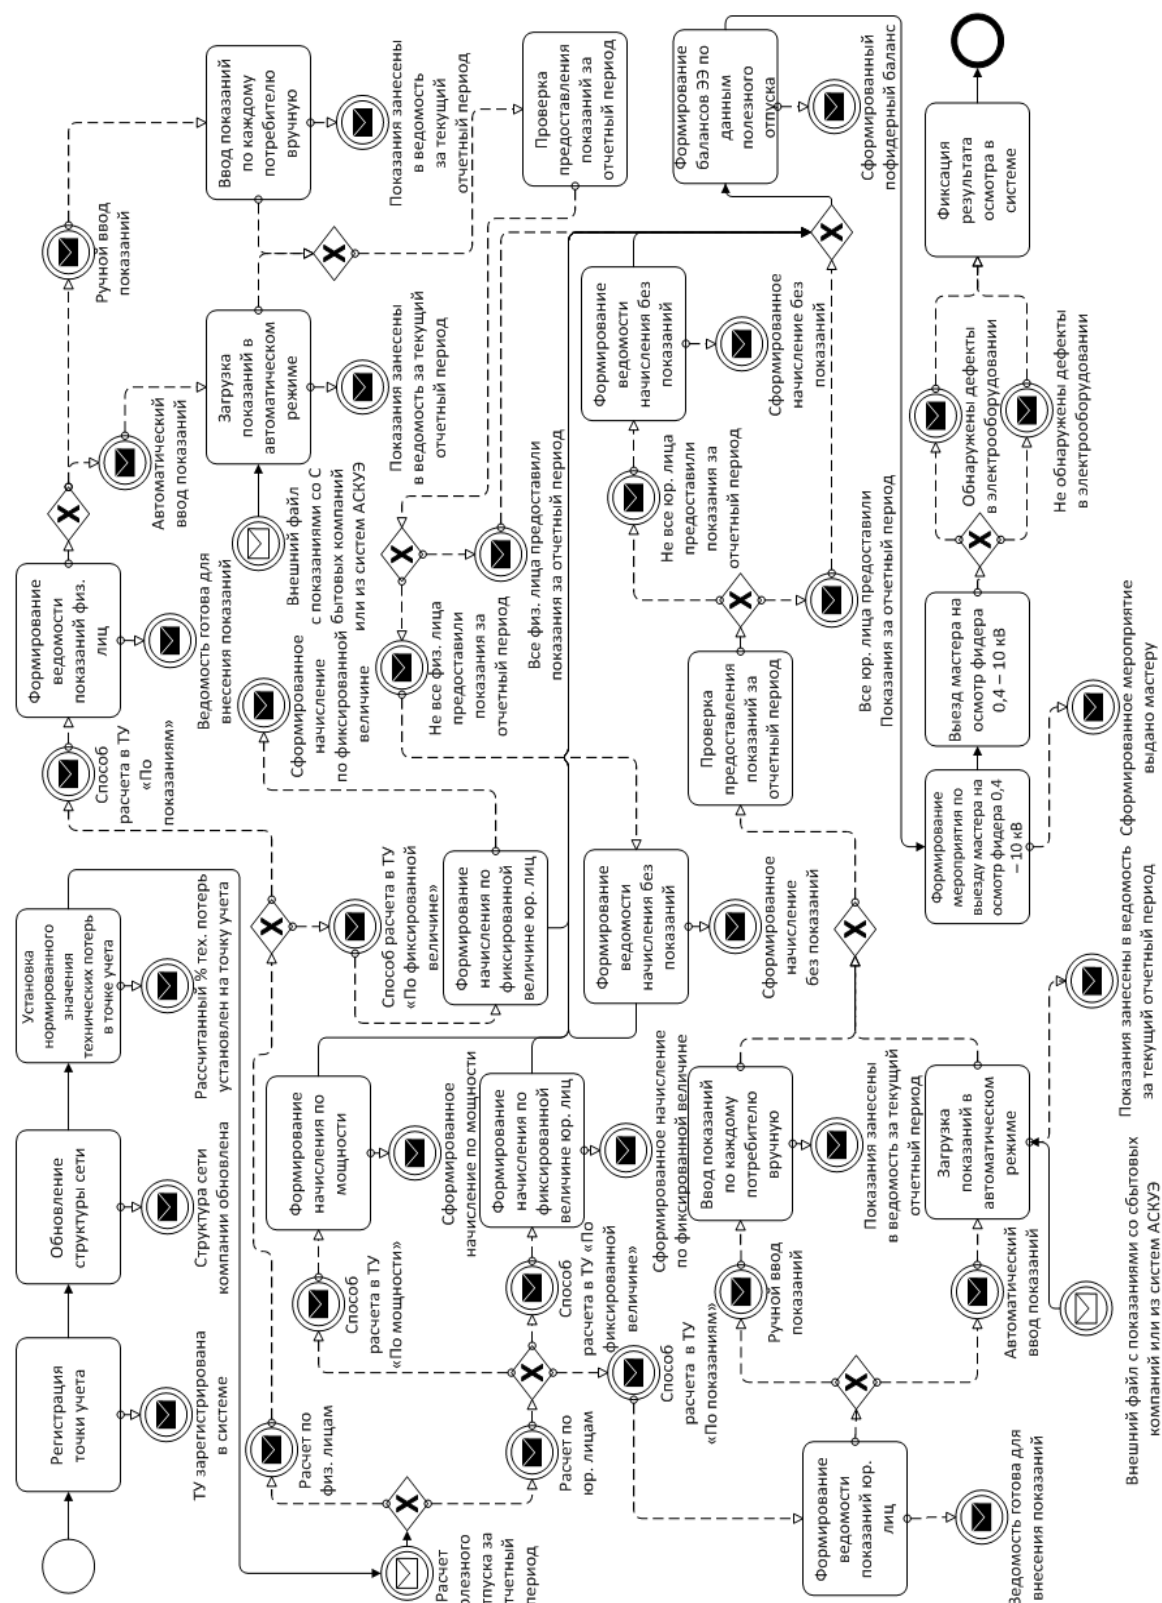 Регистрация
точки учета
ТУ зарегистрирована
в системе
Обновление
структуры сети
Структура сети
компании обновлена
Установка
нормированного
значения
технических потерь
в точке учета
Рассчитанный % тех. потерь
установлен на точку учета
Способ
расчета в ТУ
«По
показаниям»
Формирование
ведомости
показаний физ.
лиц
Ведомость готова для
внесения показаний
Ручной ввод
показаний
Автоматический
ввод показаний
Ввод показаний
по каждому
потребителю
вручную
Показания занесены
в ведомость
за текущий
отчетный период
Загрузка
показаний в
автоматическом
режиме
Показания занесены
в ведомость за текущий
отчетный период
Внешний файл
с показаниями со С
бытовых компаний
или из систем АСКУЭ
Расчет по
физ. лицам
Сформированное
начисление
по фиксированной
величине
Способ расчета в ТУ
«По фиксированной
величине»
Формирование
начисления по
фиксированной
величине юр. лиц
Не все физ. лица
предоставили
показания за
отчетный период
Все физ. лица предоставили
показания за отчетный период
Проверка
предоставления
показаний за
отчетный период
Расчет
тчетный
период
Формирование
начисления по
мощности
Сформированное
начисление по мощности
Способ
расчета в ТУ
«По мощности»
Расчет по
юр. лицам
Способ
расчета в ТУ «По
фиксированной
величине»
Формирование
начисления по
фиксированной
величине юр. лиц
Сформированное начисление
по фиксированной величине
Формирование
ведомости
начисления без
показаний
Сформированное
начисление
без показаний
Формирование
ведомости
начисления без
показаний
Сформированное
начисление без
показаний
Не все юр. лица
предоставили
показания за
отчетный период
Формирование
балансов ЭЭ по
данным
полезного
отпуска
Сформированный
пофидерный баланс
Способ
расчета в ТУ
«По показаниям»
Ручной ввод
показаний
Ввод показаний
по каждому
потребителю
вручную
Показания занесены
в ведомость за текущий
отчетный период
Проверка
предоставления
показаний за
отчетный период
Все юр. лица предоставили
Показания за отчетный период
Формирование
ведомости
показаний юр.
лиц
Ведомость готова для
внесения показаний
Автоматический
ввод показаний
Загрузка
показаний в
автоматическом
режиме
Внешний файл с показаниями со сбытовых
компаний или из систем АСКУЭ
Показания занесены в ведомость
за текущий отчетный период
Формирование
мероприятия по
выезду мастера на
осмотр фидера 0,4
– 10 кВ
Сформированное мероприятие
выдано мастеру
Выезд мастера на
осмотр фидера
0,4 – 10 кВ
Обнаружены дефекты
в электрооборудовании
Не обнаружены дефекты
в электрооборудовании
Фиксация
результата
осмотра в
системе